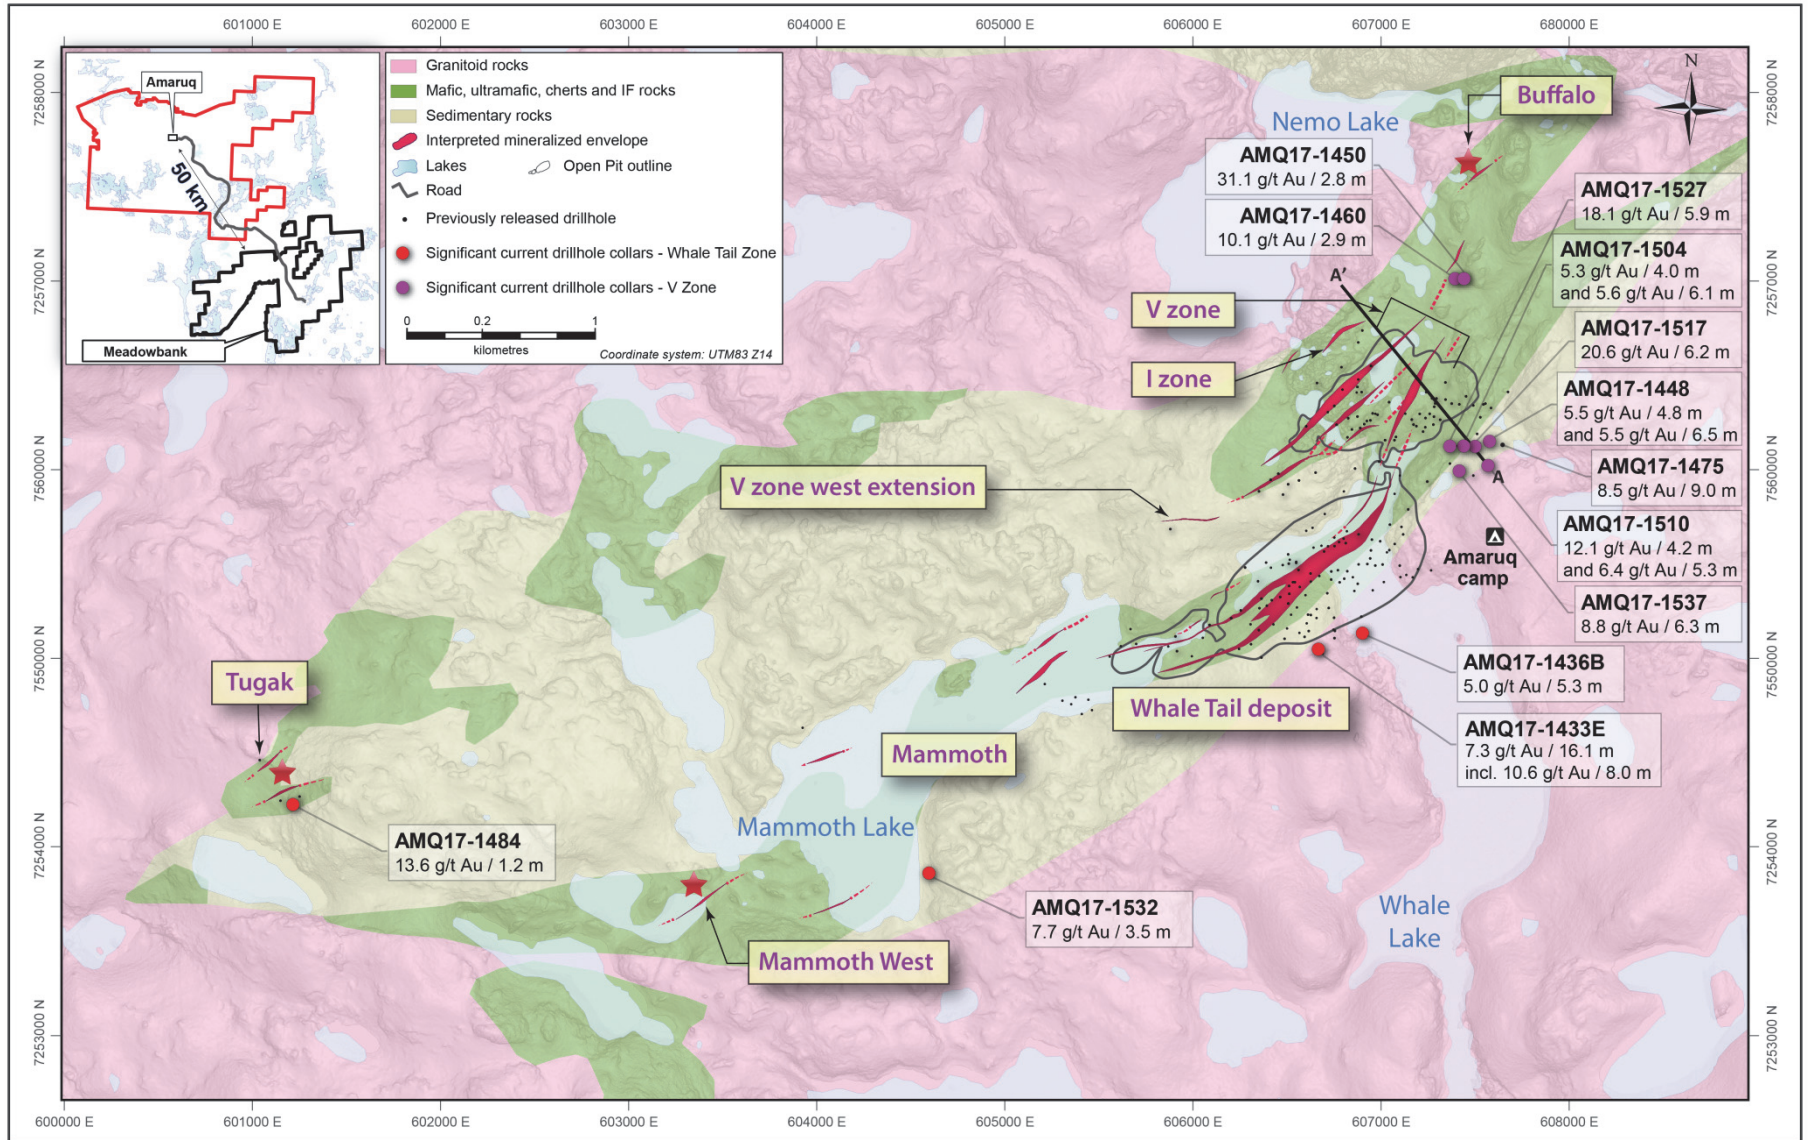 601000 E
602000 E
603000 E
604000 E
605000 E
606000 E
607000 E
680000 E
7258000 N
7257000 N
7560000 N
7550000 N
7254000 N
7253000 N
Amaruq
50 km
Meadowbank
Granitoid rocks
Mafic, ultramafic, cherts and IF rocks
Sedimentary rocks
Interpreted mineralized envelope
Lakes
Open Pit outline
Road
Previously released drillhole
Significant current drillhole collars - Whale Tail Zone
Significant current drillhole collars - V Zone
0
0.2
1
kilometres
Coordinate system: UTM83 Z14
N
Buffalo
Nemo Lake
AMQ17-1450
31.1 g/t Au / 2.8 m
AMQ17-1460
10.1 g/t Au / 2.9 m
AMQ17-1527
18.1 g/t Au / 5.9 m
AMQ17-1504
5.3 g/t Au / 4.0 m
and 5.6 g/t Au / 6.1 m
A'
V zone
I zone
AMQ17-1517
20.6 g/t Au / 6.2 m
AMQ17-1448
5.5 g/t Au / 4.8 m
and 5.5 g/t Au / 6.5 m
AMQ17-1475
8.5 g/t Au / 9.0 m
A
V zone west extension
AMQ17-1510
12.1 g/t Au / 4.2 m
and 6.4 g/t Au / 5.3 m
Amaruq
camp
AMQ17-1537
8.8 g/t Au / 6.3 m
AMQ17-1436B
5.0 g/t Au / 5.3 m
Tugak
Whale Tail deposit
AMQ17-1433E
7.3 g/t Au / 16.1 m
incl. 10.6 g/t Au / 8.0 m
Mammoth
Mammoth Lake
AMQ17-1484
13.6 g/t Au / 1.2 m
AMQ17-1532
7.7 g/t Au / 3.5 m
Whale
Lake
Mammoth West
7258000 N
7257000 N
7560000 N
7550000 N
7254000 N
7253000 N
600000 E
601000 E
602000 E
603000 E
604000 E
605000 E
606000 E
607000 E
608000 E